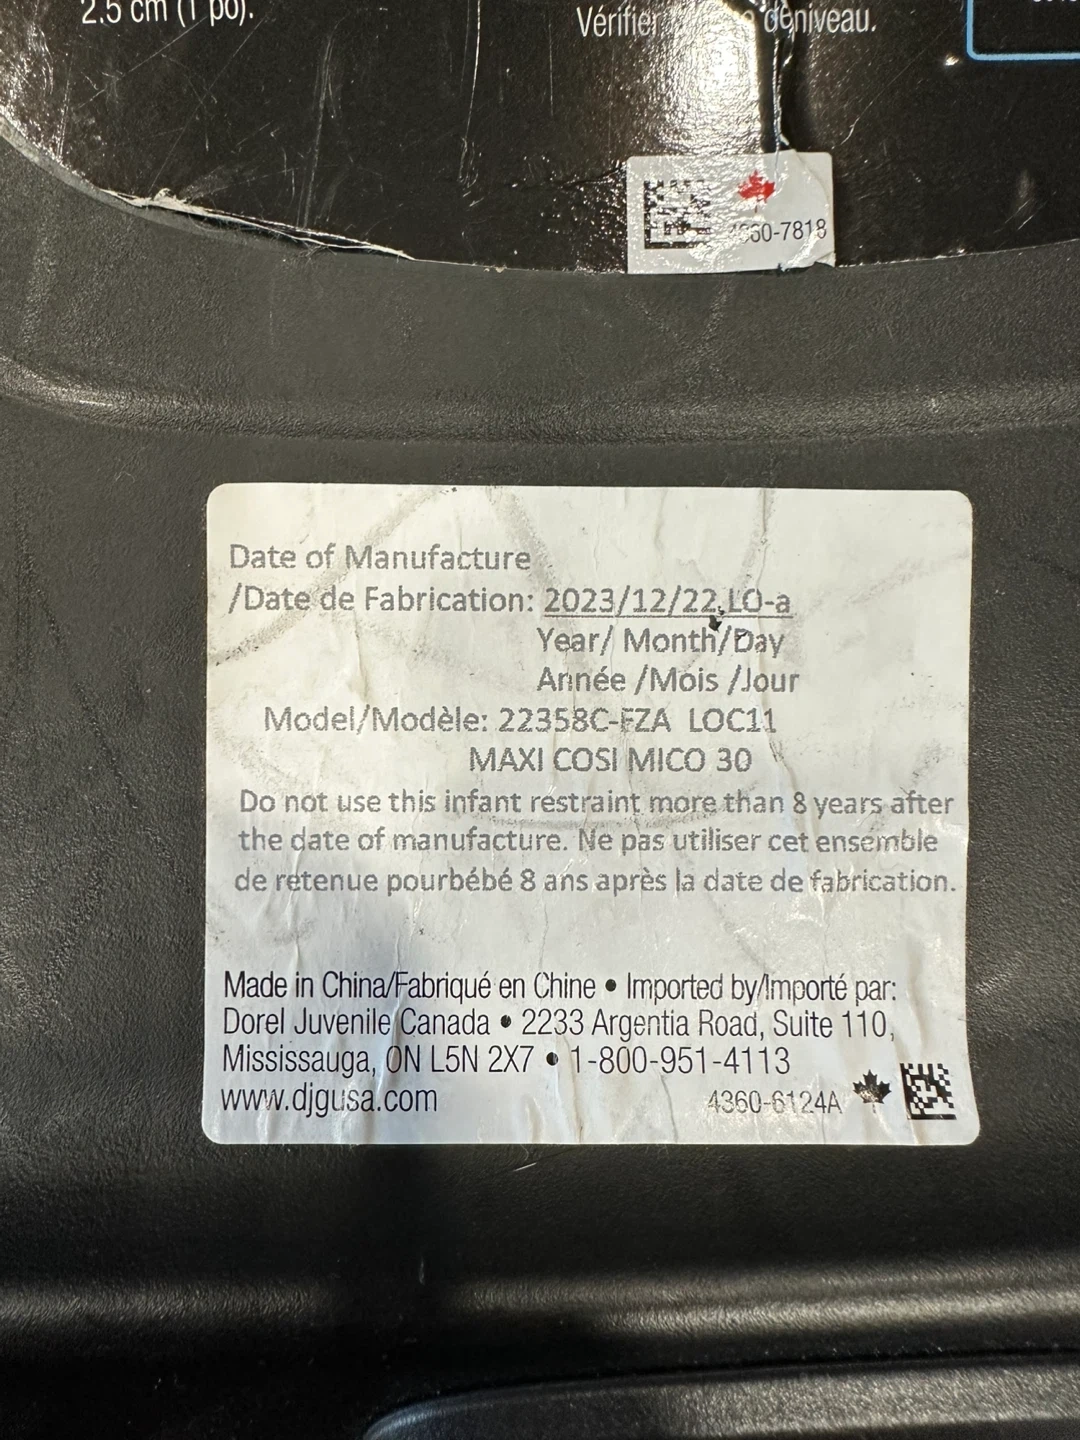 2.5 cm (1 po).
Vérifier déniveau.
60-7818
Date of Manufacture
/Date de Fabrication: 2023/12/22 LO-a
Year/ Month/Day
Année /Mois /Jour
Model/Modèle: 22358C-FZA LOC11
MAXI COSI MICO 30
Do not use this infant restraint more than 8 years after
the date of manufacture. Ne pas utiliser cet ensemble
de retenue pourbébé 8 ans après la date de fabrication.
Made in China/Fabriqué en Chine • Imported by/Importé par:
Dorel Juvenile Canada • 2233 Argentia Road, Suite 110,
Mississauga, ON L5N 2X7 • 1-800-951-4113
www.djgusa.com 4360-6124A